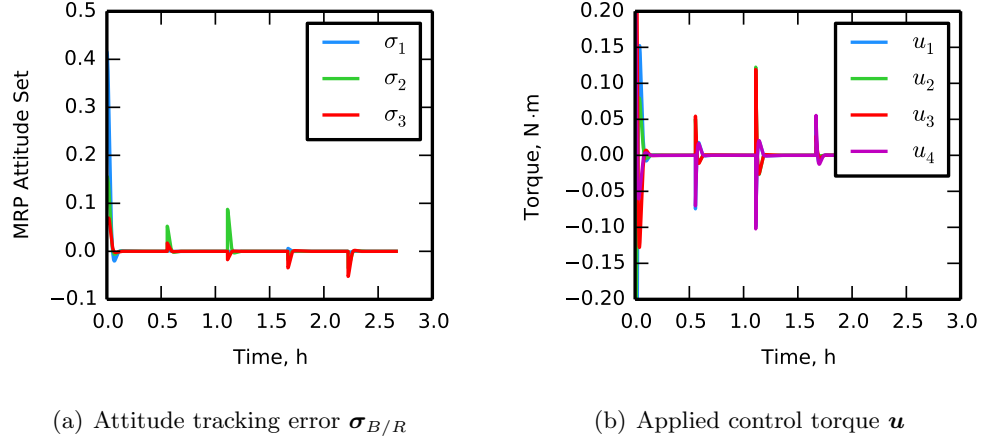 MRP Attitude Set
0.5
0.4
0.3
0.2
0.1
0.0
−0.1
σ1
σ2
σ3
0.0 0.5 1.0 1.5 2.0 2.5 3.0
Time, h
(a) Attitude tracking error σB/R
Torque, N·m
0.20
0.15
0.10
0.05
0.00
−0.05
−0.10
−0.15
−0.20
u1
u2
u3
u4
0.0 0.5 1.0 1.5 2.0 2.5 3.0
Time, h
(b) Applied control torque u